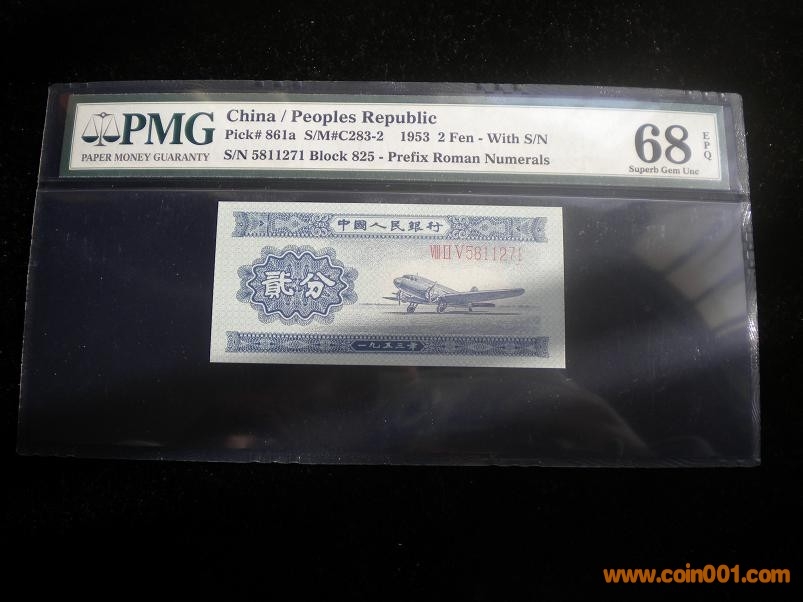 PMG
PAPER MONEY GUARANTY
China / Peoples Republic
Pick# 861a S/M#C283-2 1953 2 Fen - With S/N
S/N 5811271 Block 825 - Prefix Roman Numerals
68
EPQ
Superb Gem Unc
中國人民銀行
VIII II V 5811271
貳分
一九五三年
www.coin001.com